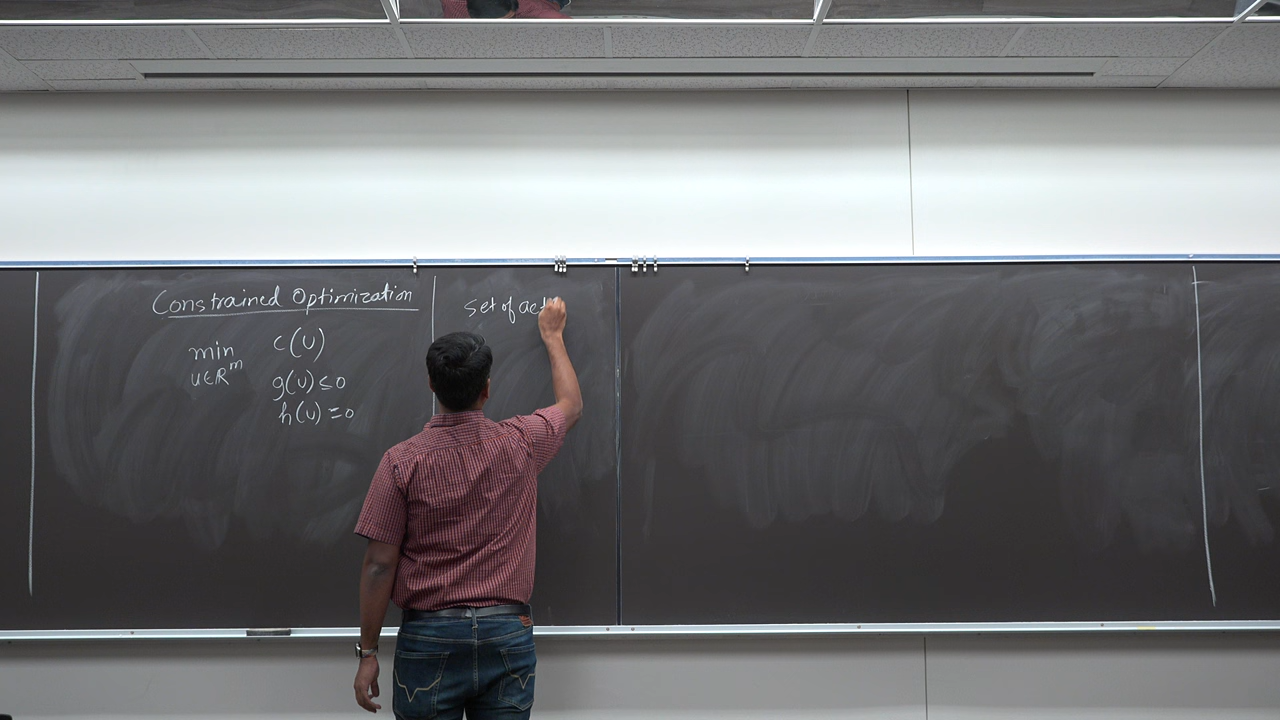 Constrained Optimization
min c(u)
u∈R^m g(u) ≤ 0
h(u) = 0
set of